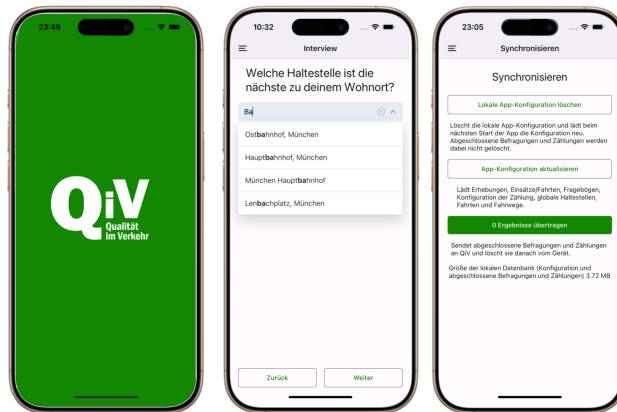 23:49
QiV
Qualität
im Verkehr
10:32
Interview
Welche Haltestelle ist die
nächste zu deinem Wohnort?
Ba
Ostbahnhof, München
Hauptbahnhof, München
München Hauptbahnhof
Lenbachplatz, München
Zurück
Weiter
23:05
Synchronisieren
Synchronisieren
Lokale App-Konfiguration löschen
Löscht die lokale App-Konfiguration und lädt beim
nächsten Start der App die Konfiguration neu.
Abgeschlossene Befragungen und Zählungen werden
dabei nicht gelöscht.
App-Konfiguration aktualisieren
Lädt Erhebungen, Einsätze/Fahrten, Fragebögen,
Konfiguration der Zählung, globale Haltestellen,
Fahrten und Fahrwege.
0 Ergebnisse übertragen
Sendet abgeschlossene Befragungen und Zählungen
an QiV und löscht sie danach vom Gerät.
Größe der lokalen Datenbank (Konfiguration und
abgeschlossene Befragungen und Zählungen) 3.72 MB